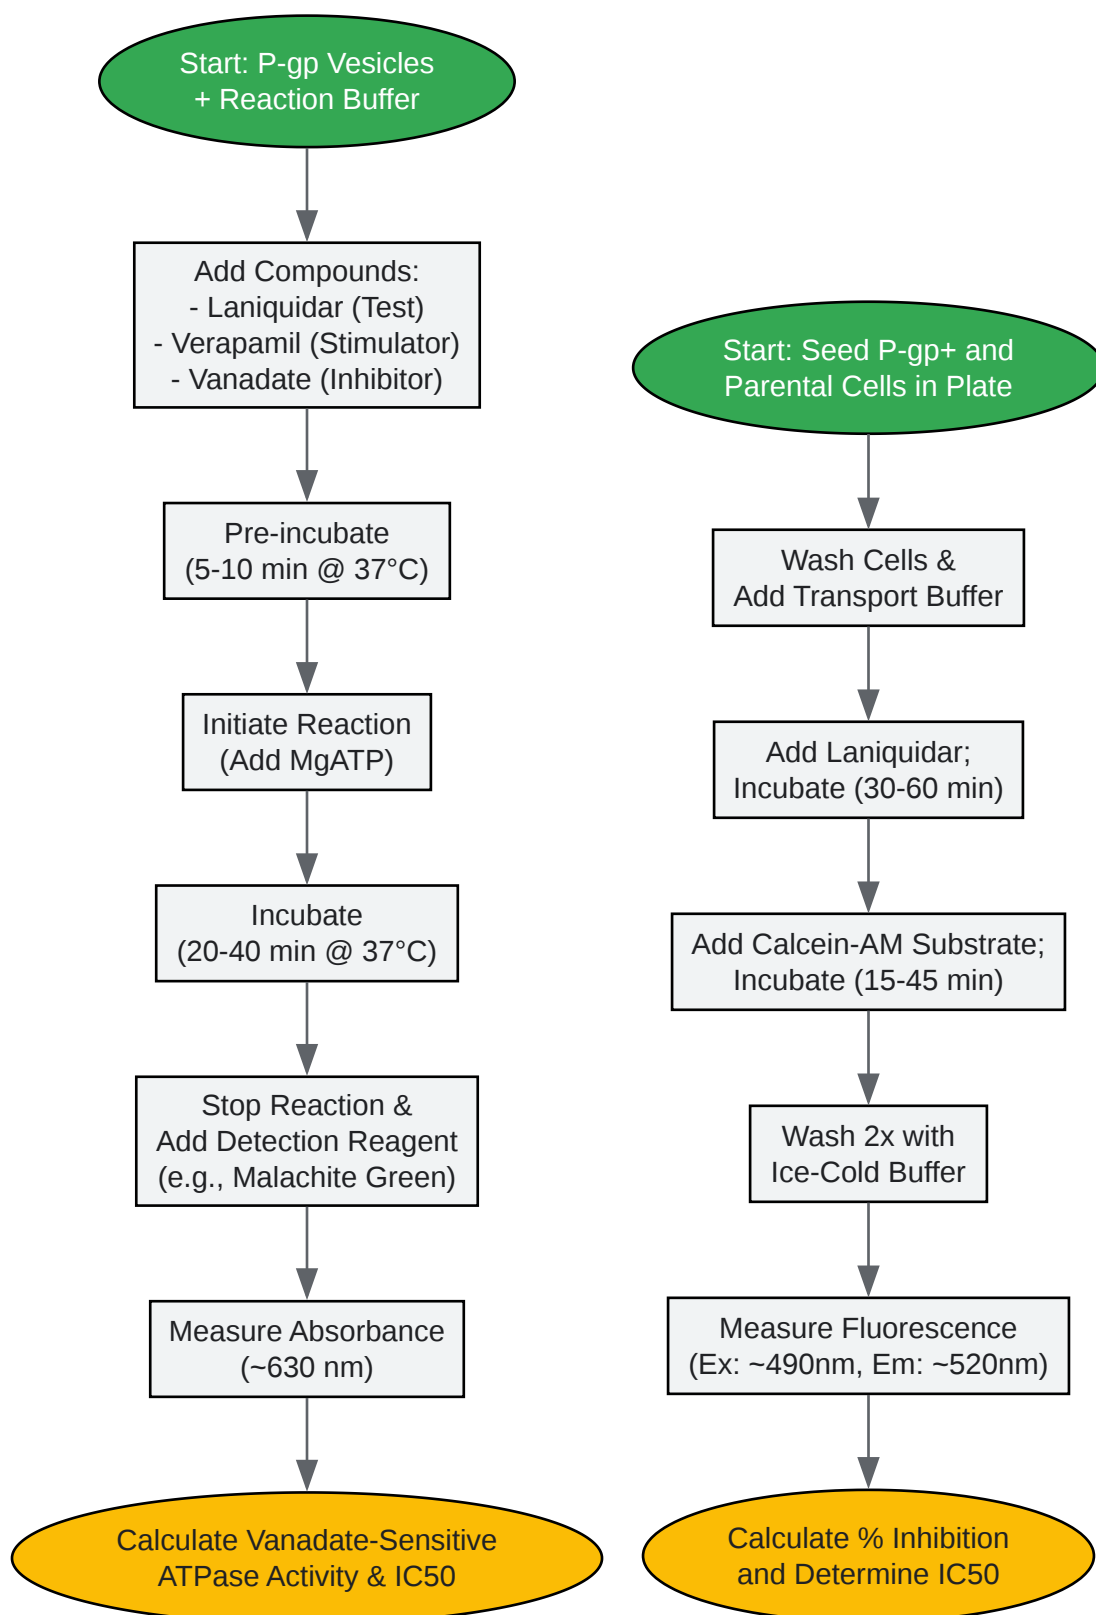 Start: P-gp Vesicles
+ Reaction Buffer
Add Compounds:
- Laniquidar (Test)
- Verapamil (Stimulator)
- Vanadate (Inhibitor)
Pre-incubate
(5-10 min @ 37°C)
Initiate Reaction
(Add MgATP)
Incubate
(20-40 min @ 37°C)
Stop Reaction &
Add Detection Reagent
(e.g., Malachite Green)
Measure Absorbance
(~630 nm)
Calculate Vanadate-Sensitive
ATPase Activity & IC50
Start: Seed P-gp+ and
Parental Cells in Plate
Wash Cells &
Add Transport Buffer
Add Laniquidar;
Incubate (30-60 min)
Add Calcein-AM Substrate;
Incubate (15-45 min)
Wash 2x with
Ice-Cold Buffer
Measure Fluorescence
(Ex: ~490nm, Em: ~520nm)
Calculate % Inhibition
and Determine IC50